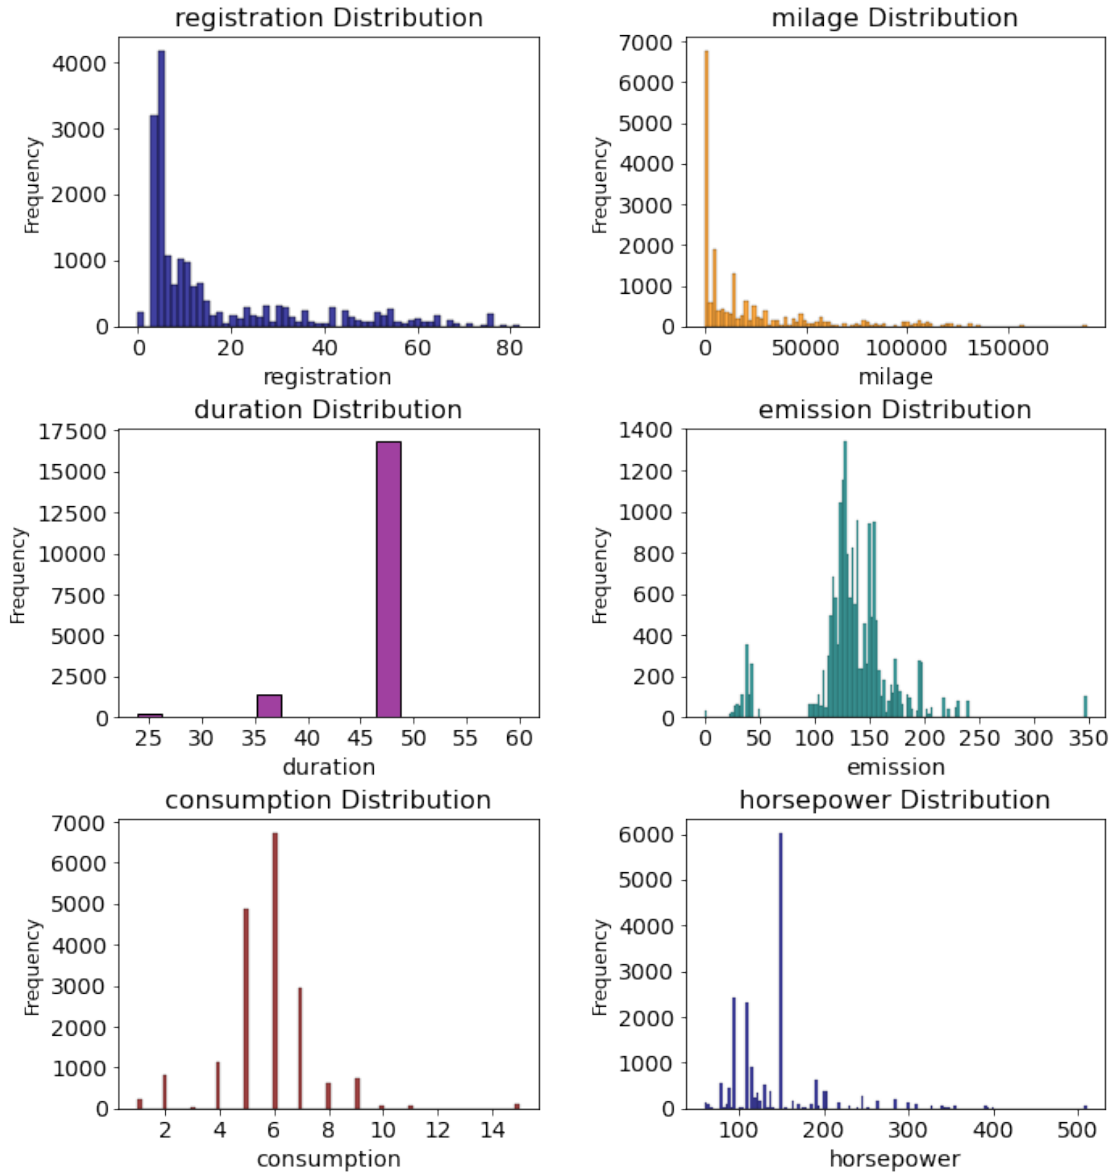 registration Distribution
Frequency
4000
3000
2000
1000
0
0 20 40 60 80
registration
milage Distribution
Frequency
7000
6000
5000
4000
3000
2000
1000
0
0 50000 100000 150000
milage
duration Distribution
Frequency
17500
15000
12500
10000
7500
5000
2500
0
25 30 35 40 45 50 55 60
duration
emission Distribution
Frequency
1400
1200
1000
800
600
400
200
0
0 50 100 150 200 250 300 350
emission
consumption Distribution
Frequency
7000
6000
5000
4000
3000
2000
1000
0
2 4 6 8 10 12 14
consumption
horsepower Distribution
Frequency
6000
5000
4000
3000
2000
1000
0
100 200 300 400 500
horsepower